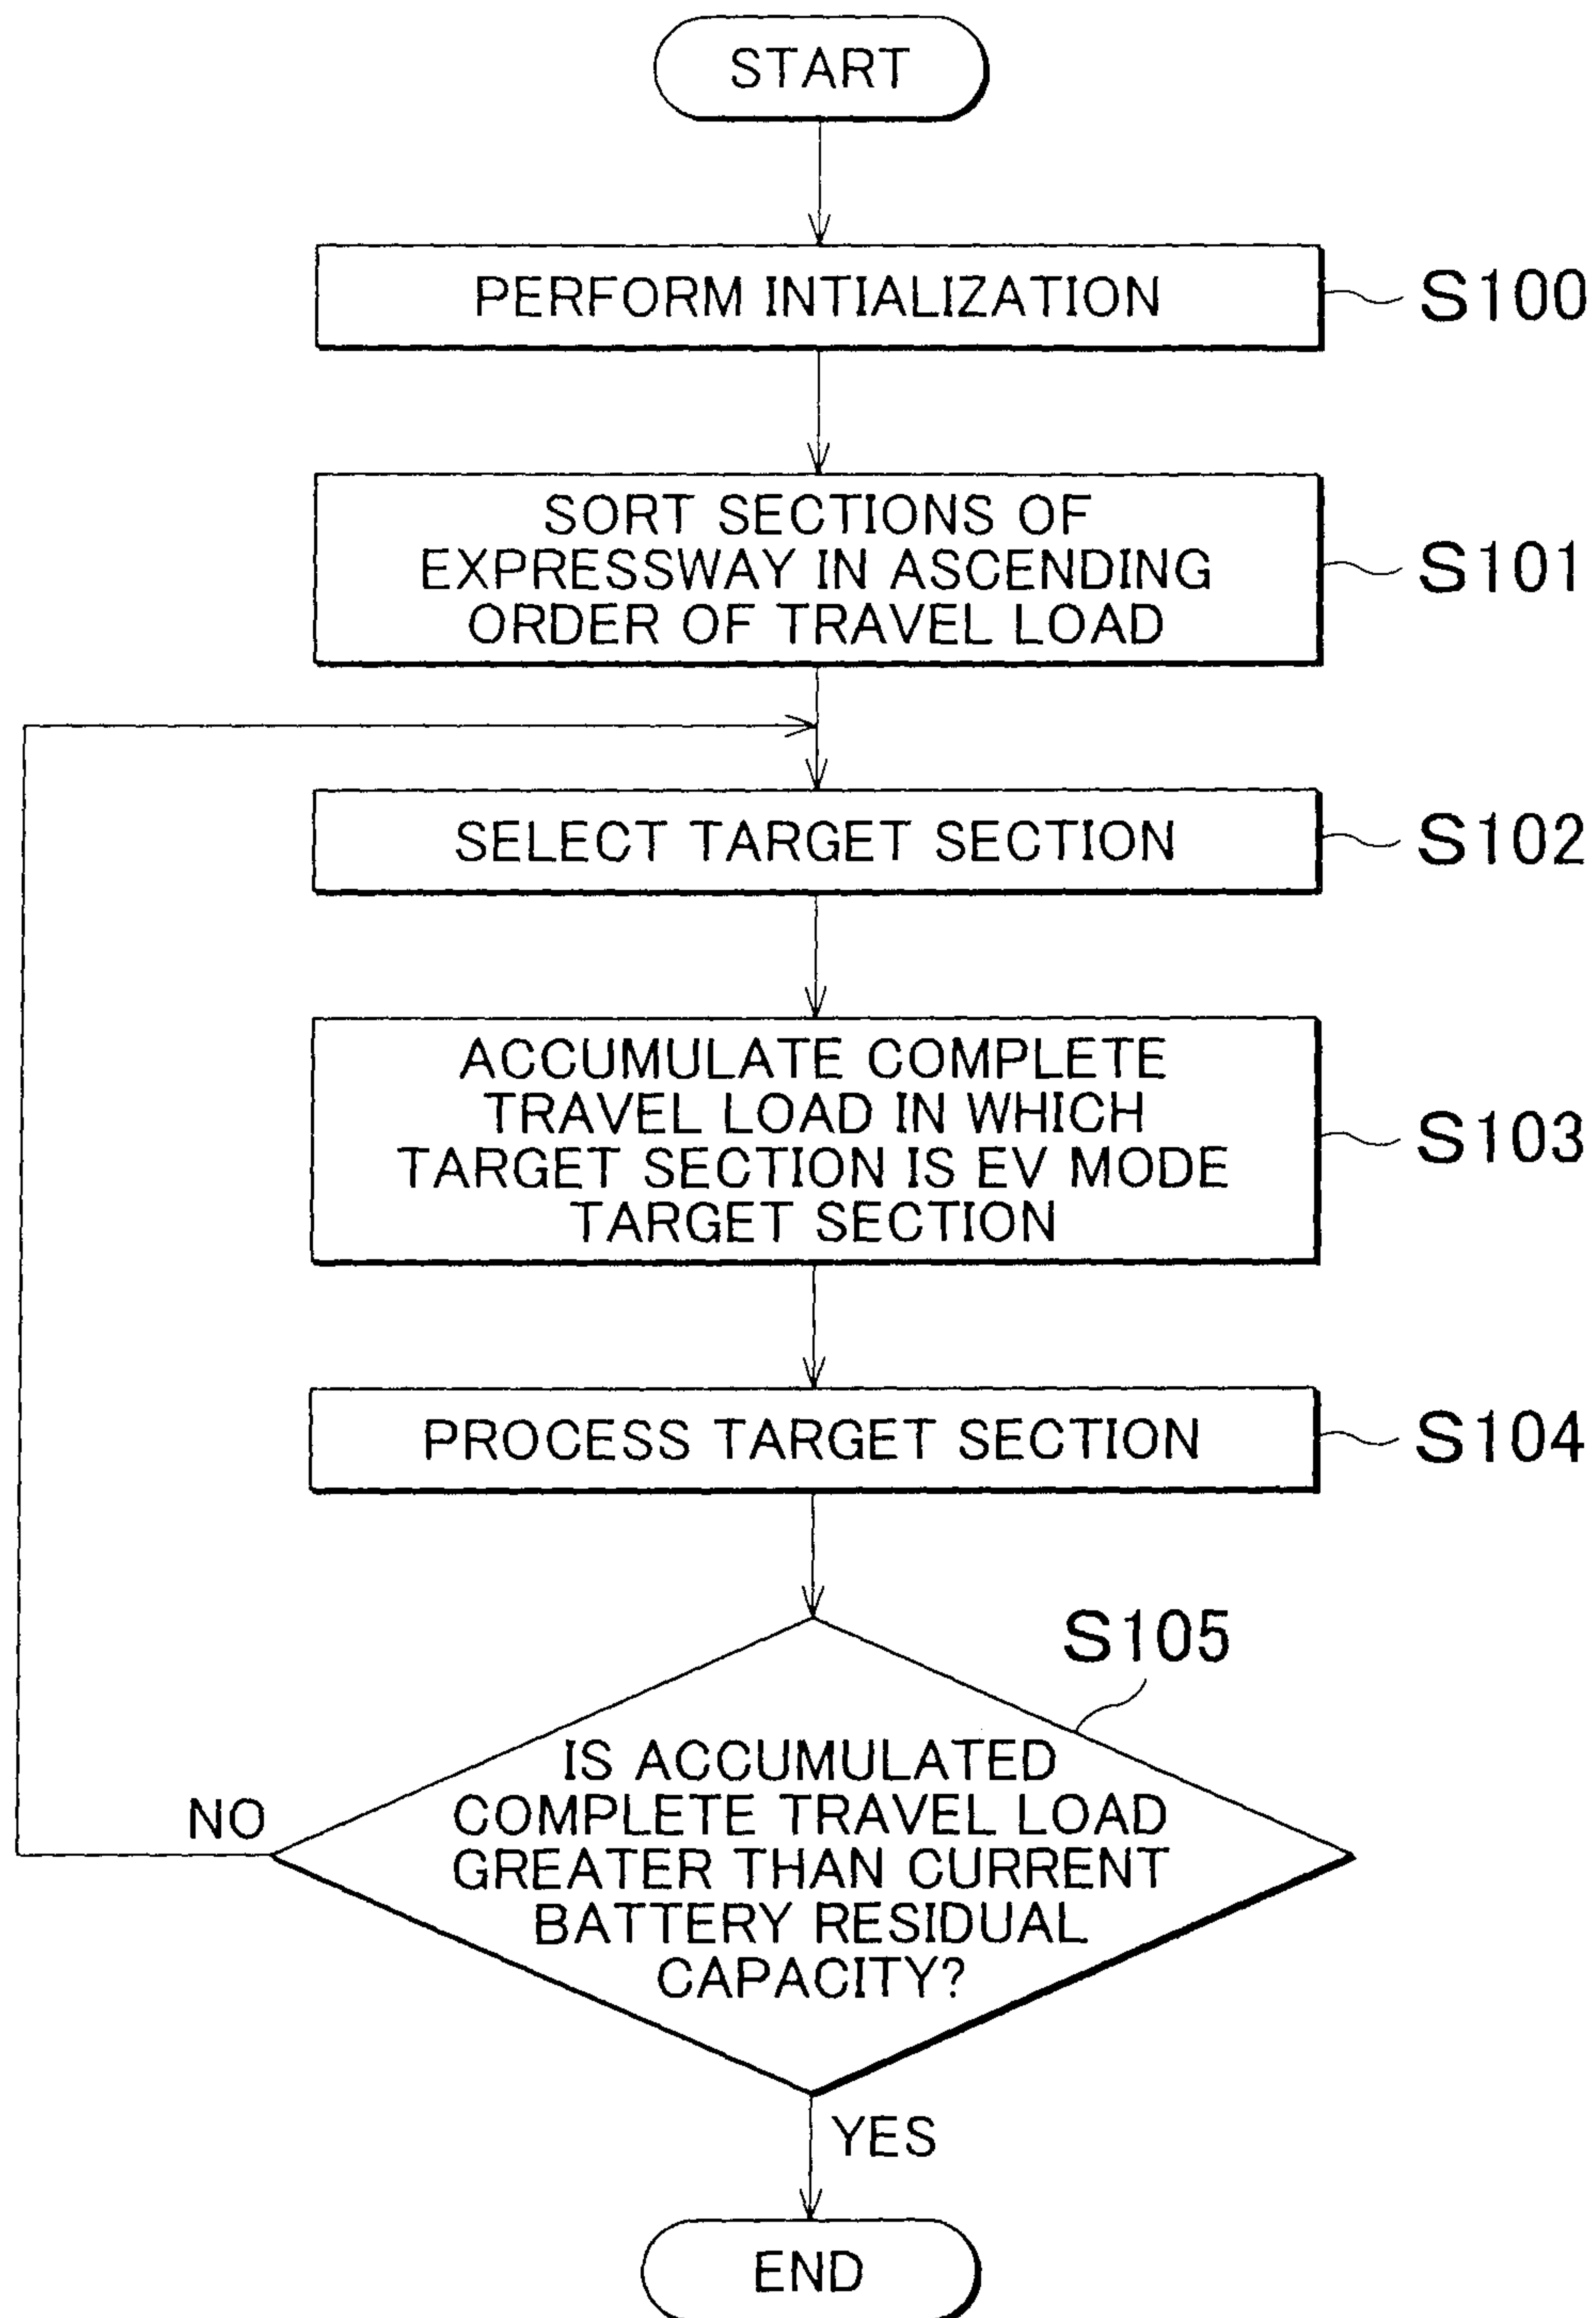 START
PERFORM INTIALIZATION
S100
SORT SECTIONS OF
EXPRESSWAY IN ASCENDING
ORDER OF TRAVEL LOAD
S101
SELECT TARGET SECTION
S102
ACCUMULATE COMPLETE
TRAVEL LOAD IN WHICH
TARGET SECTION IS EV MODE
TARGET SECTION
S103
PROCESS TARGET SECTION
S104
S105
IS ACCUMULATED
COMPLETE TRAVEL LOAD
GREATER THAN CURRENT
BATTERY RESIDUAL
CAPACITY?
NO
YES
END